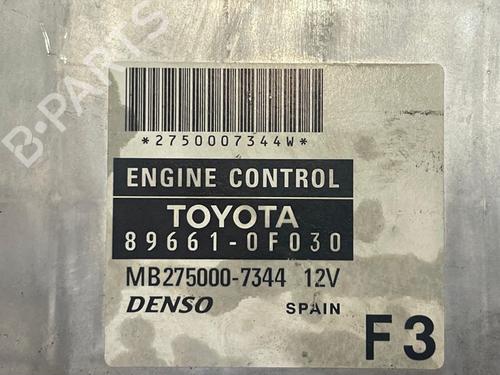 B-PARTS
*2750007344W*
ENGINE CONTROL
TOYOTA
89661-0F030
MB275000-7344 12V
DENSO SPAIN
F3